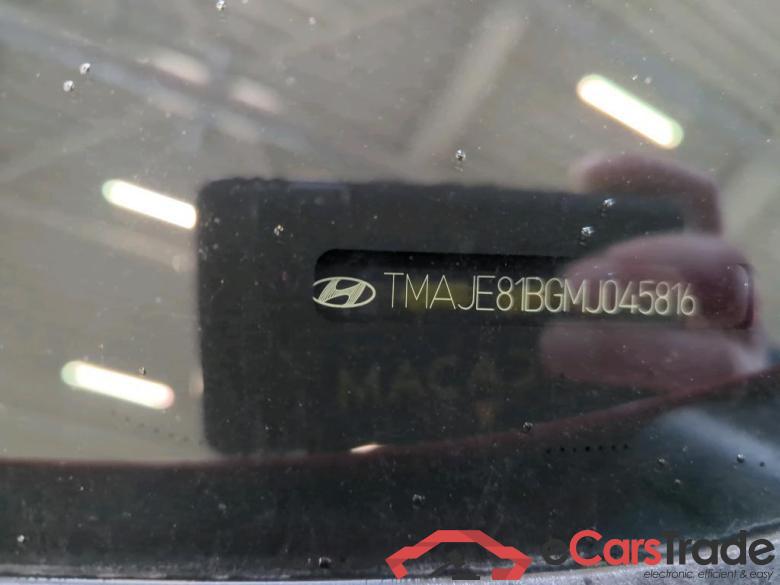 TMAJE81BGMJ045816
eCarsTrade
electronic, efficient & easy